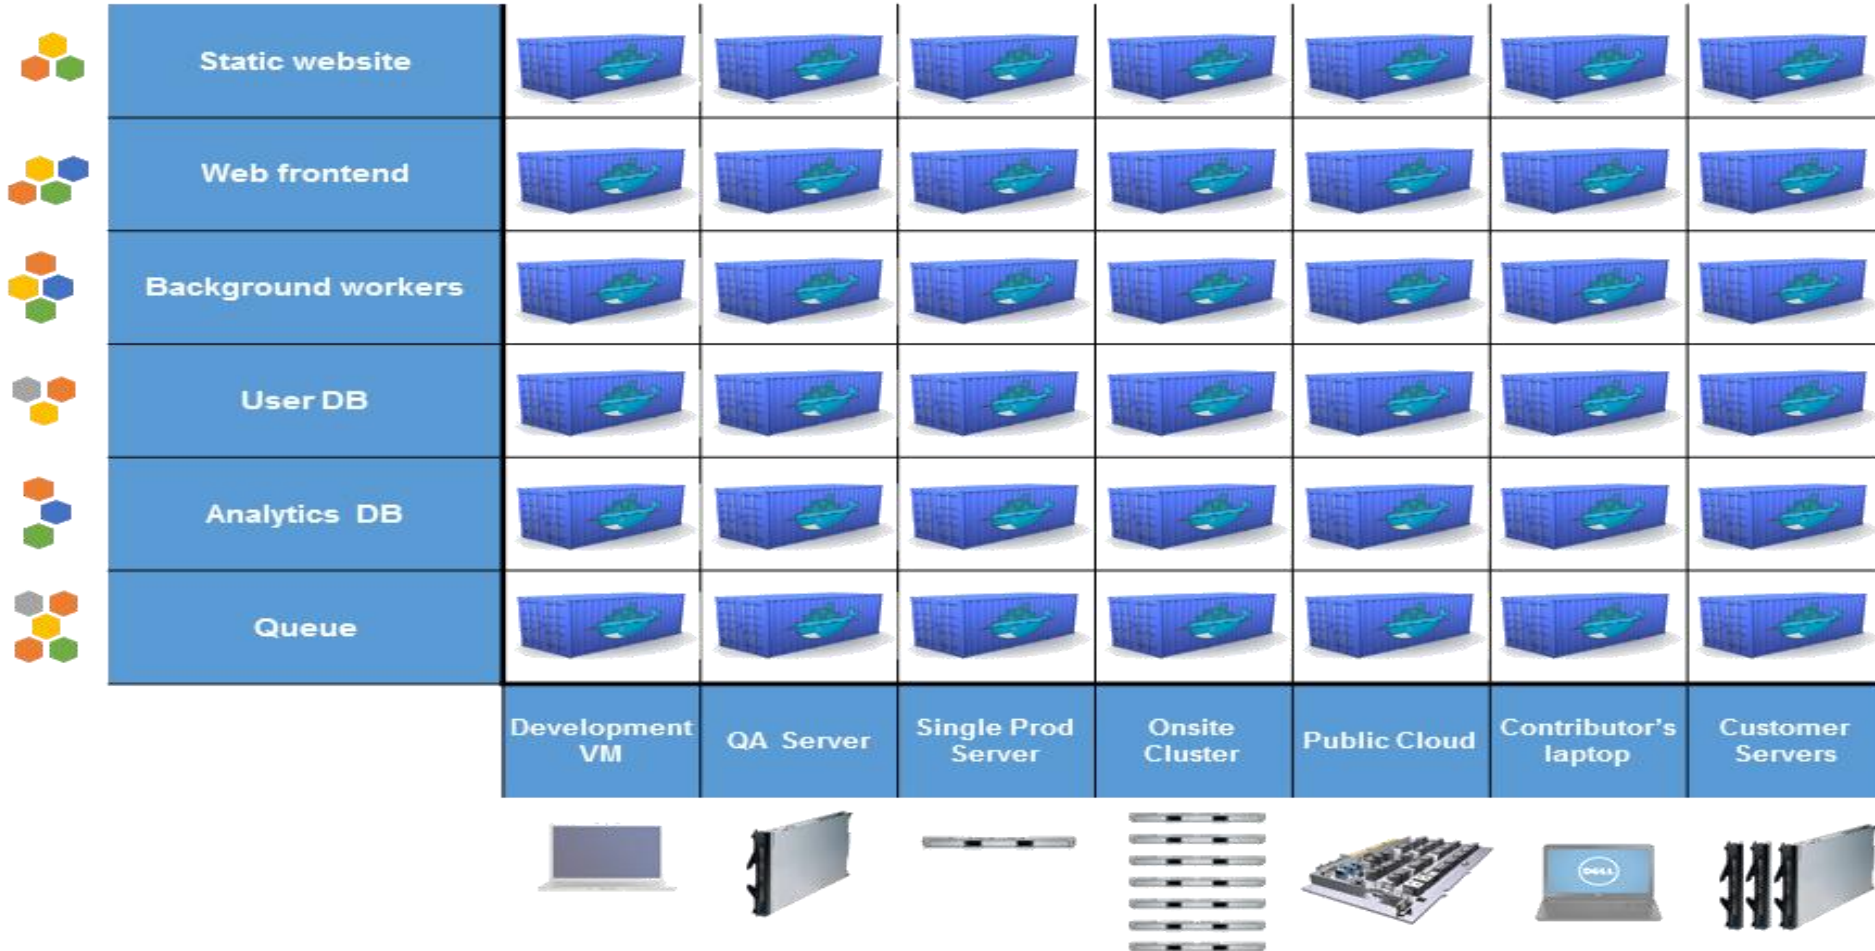 Static website
Web frontend
Background workers
User DB
Analytics DB
Queue
Development
VM
QA Server
Single Prod
Server
Onsite
Cluster
Public Cloud
Contributor's
laptop
Customer
Servers
DELL